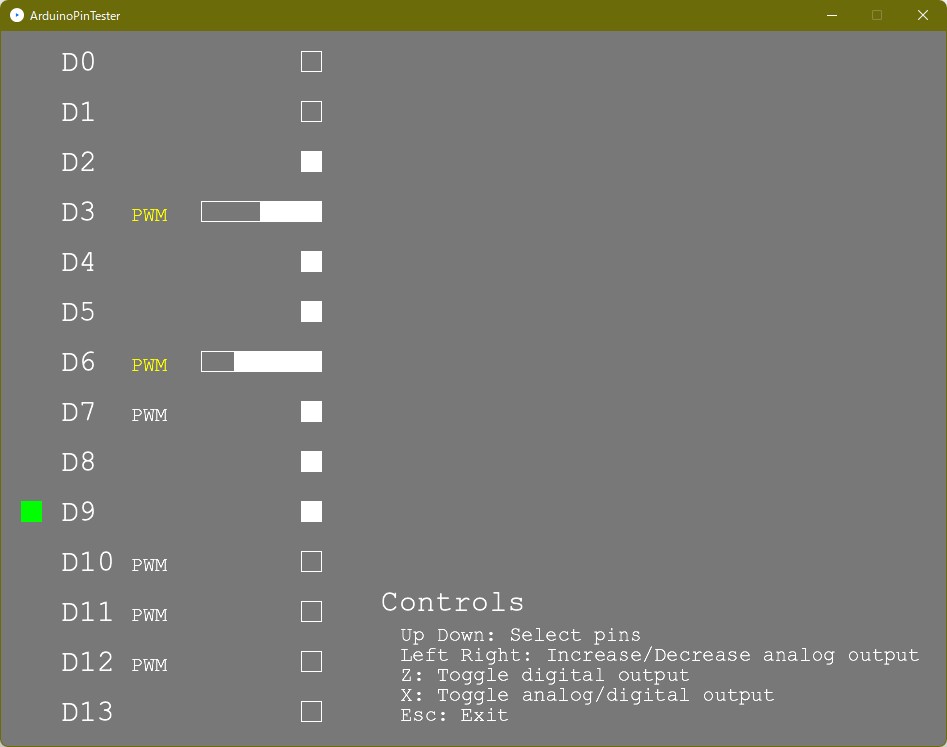 ArduinoPinTester
D0
D1
D2
D3 PWM
D4
D5
D6 PWM
D7 PWM
D8
D9
D10 PWM
D11 PWM
D12 PWM
D13
Controls
Up Down: Select pins
Left Right: Increase/Decrease analog output
Z: Toggle digital output
X: Toggle analog/digital output
Esc: Exit